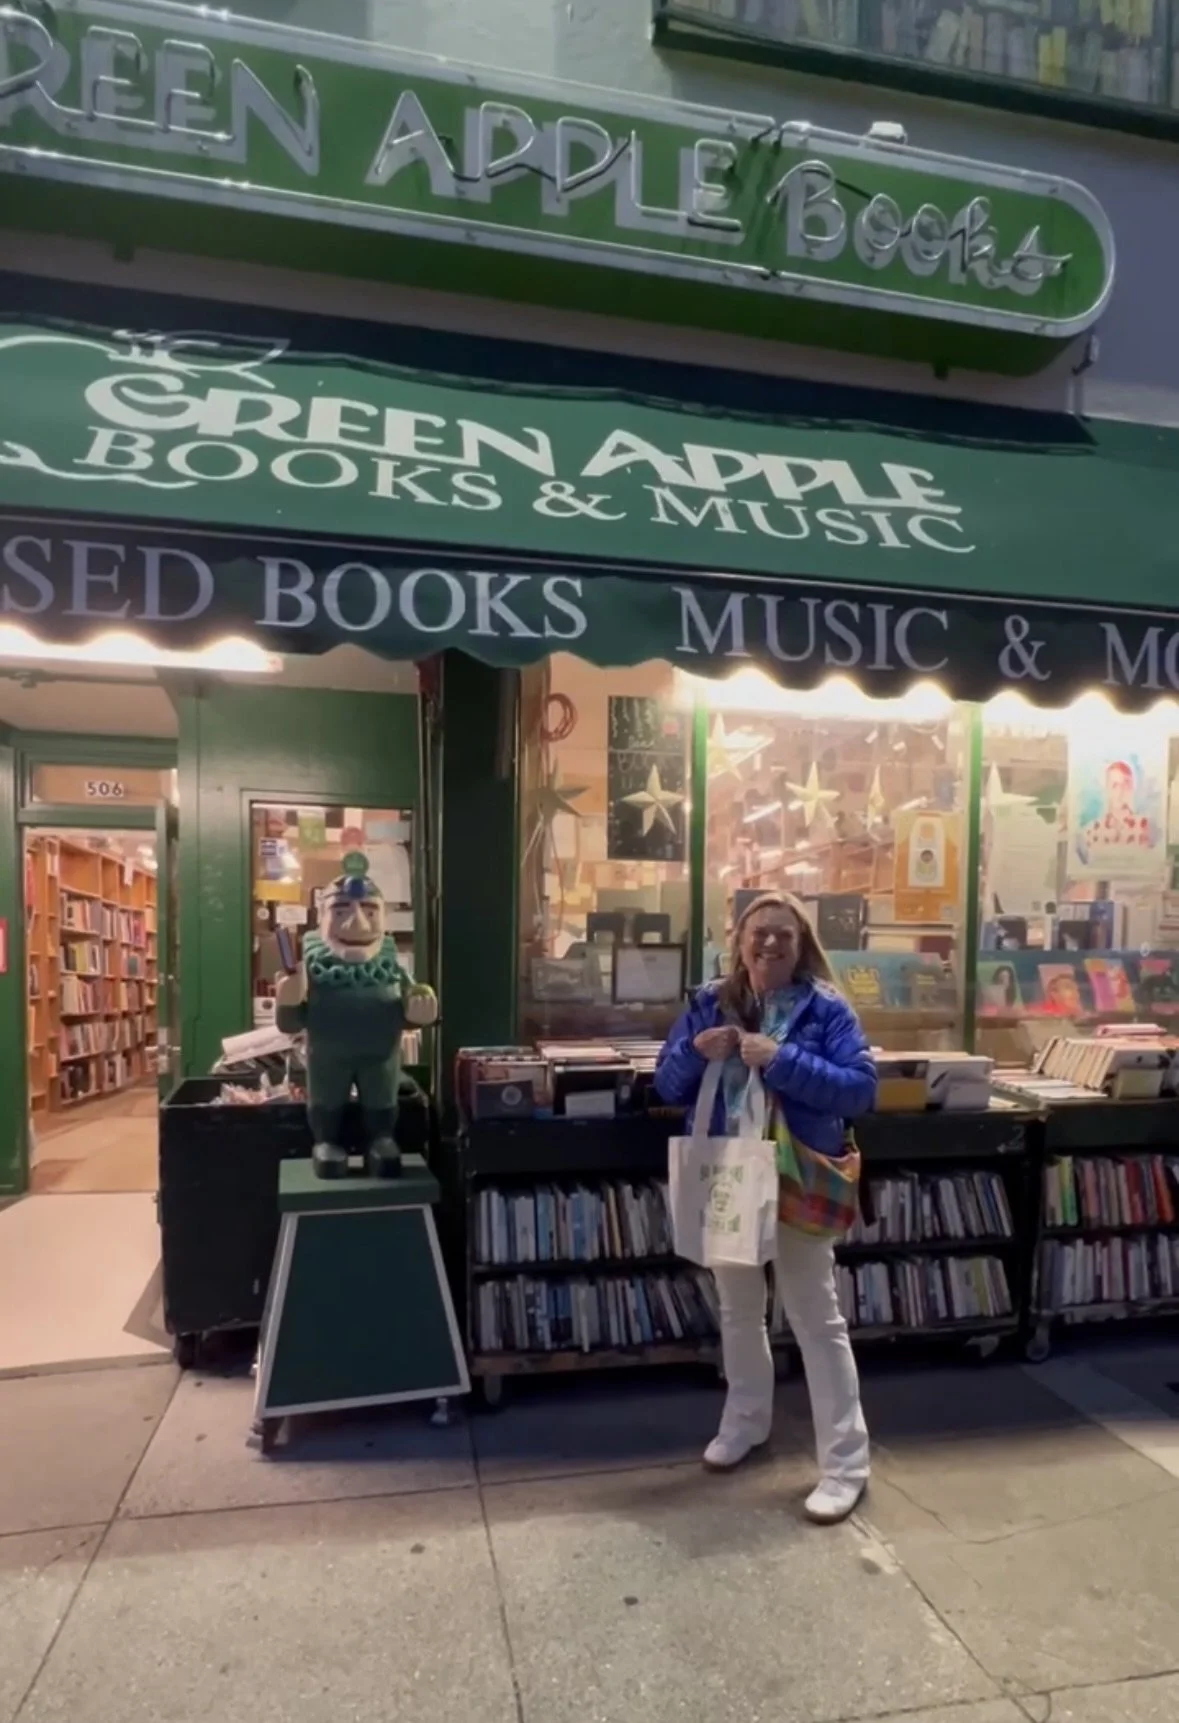 REEN APPLE Books
GREEN APPLE
BOOKS & MUSIC
SED BOOKS MUSIC & MO
506